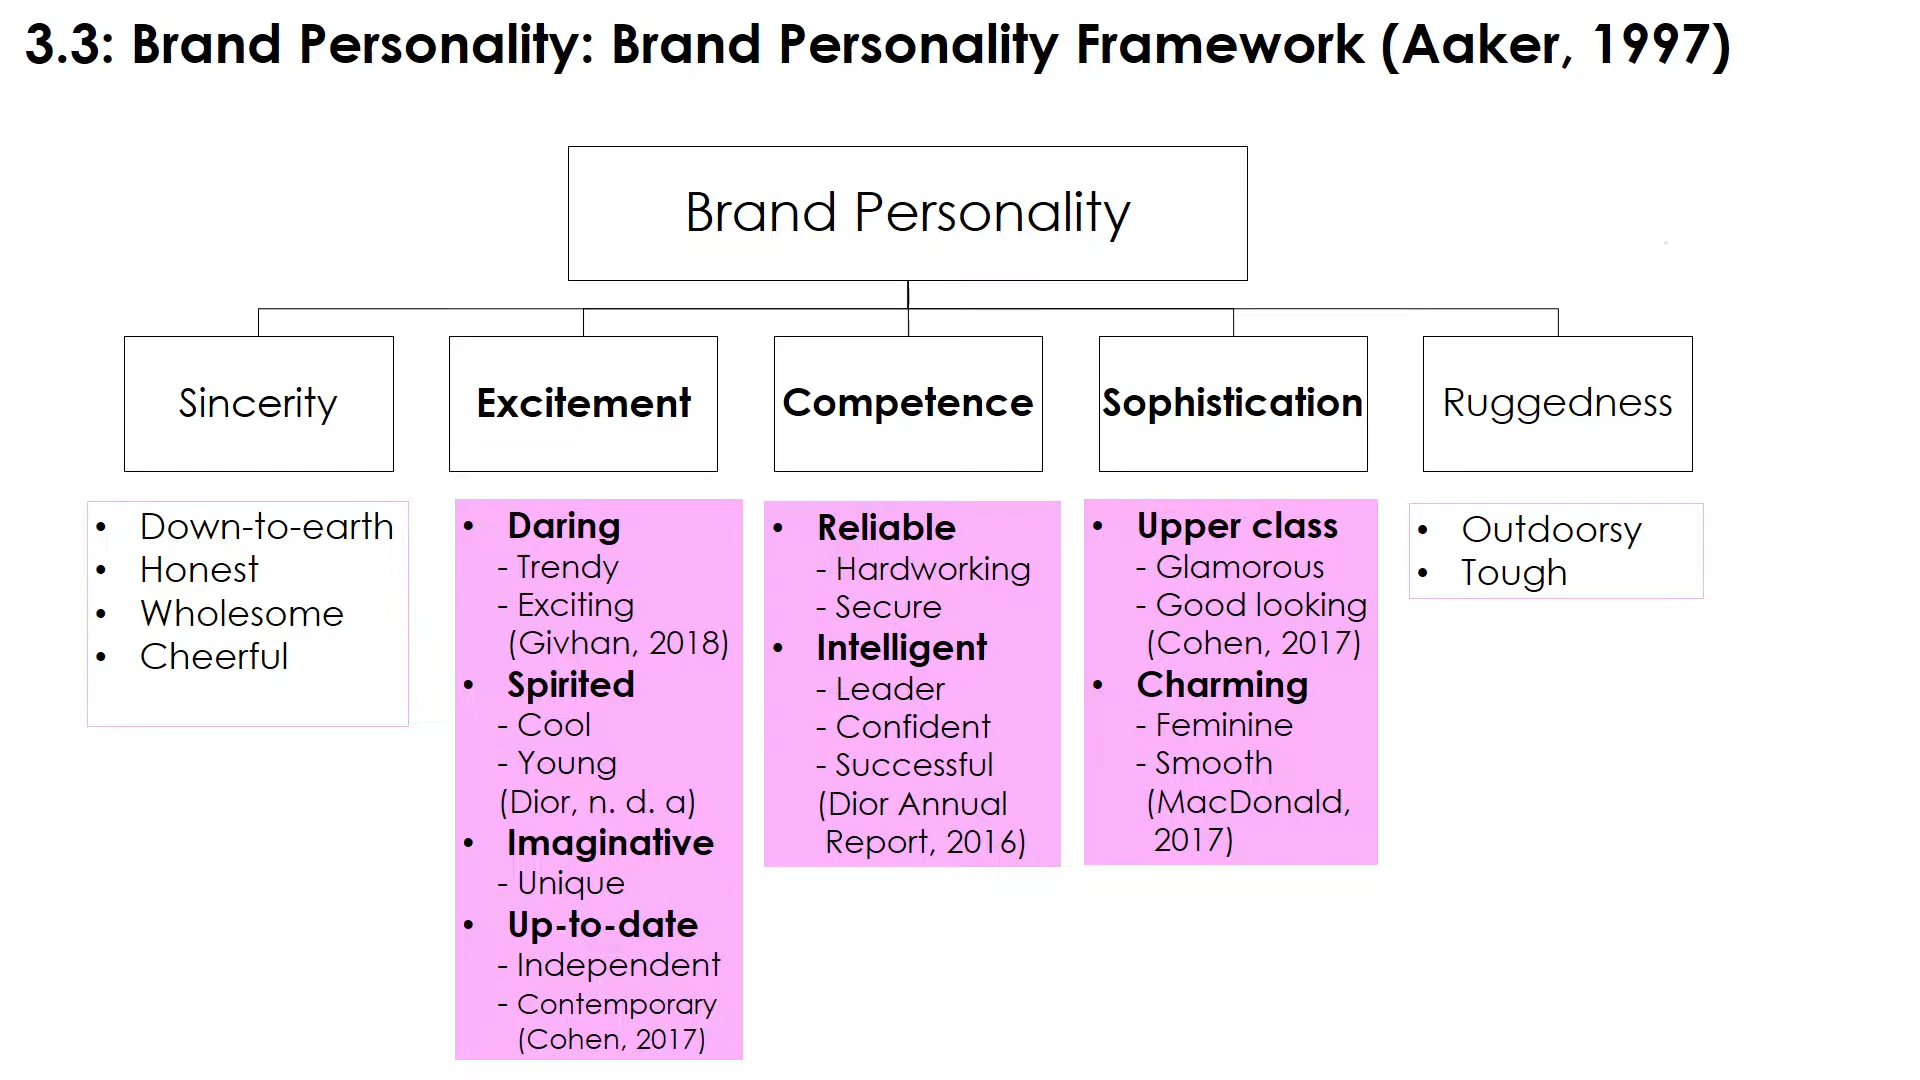 3.3: Brand Personality: Brand Personality Framework (Aaker, 1997)
Brand Personality
Sincerity
Excitement
Competence
Sophistication
Ruggedness
• Down-to-earth
• Honest
• Wholesome
• Cheerful
• Daring
- Trendy
- Exciting
(Givhan, 2018)
• Spirited
- Cool
- Young
(Dior, n. d. a)
• Imaginative
- Unique
• Up-to-date
- Independent
- Contemporary
(Cohen, 2017)
• Reliable
- Hardworking
- Secure
• Intelligent
- Leader
- Confident
- Successful
(Dior Annual
Report, 2016)
• Upper class
- Glamorous
- Good looking
(Cohen, 2017)
• Charming
- Feminine
- Smooth
(MacDonald,
2017)
• Outdoorsy
• Tough